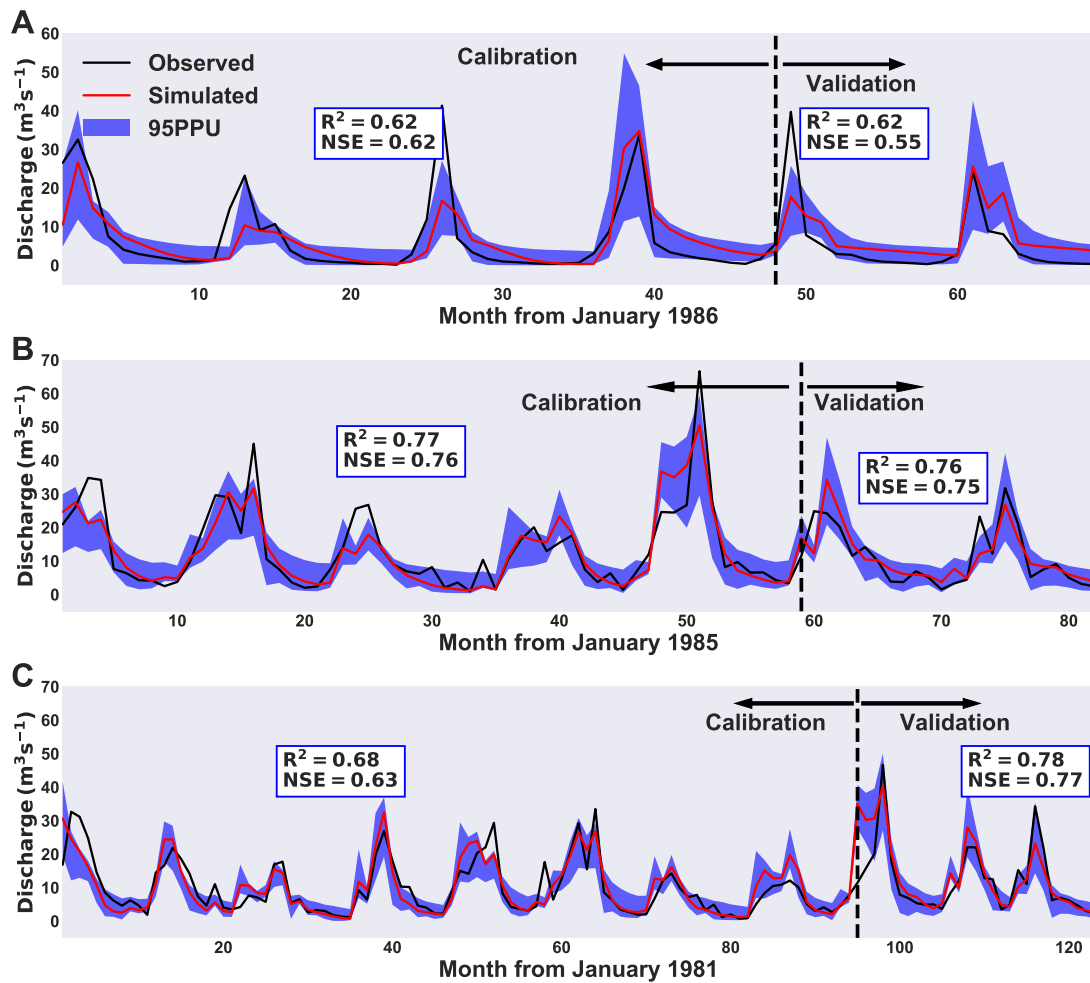 A
60
50
40
30
20
10
0
Discharge (m³s⁻¹)
Observed
Simulated
95PPU
Calibration
Validation
R² = 0.62
NSE = 0.62
R² = 0.62
NSE = 0.55
10 20 30 40 50 60
Month from January 1986
B
70
60
50
40
30
20
10
0
Discharge (m³s⁻¹)
Calibration
Validation
R² = 0.77
NSE = 0.76
R² = 0.76
NSE = 0.75
10 20 30 40 50 60 70 80
Month from January 1985
C
70
60
50
40
30
20
10
0
Discharge (m³s⁻¹)
Calibration
Validation
R² = 0.68
NSE = 0.63
R² = 0.78
NSE = 0.77
20 40 60 80 100 120
Month from January 1981